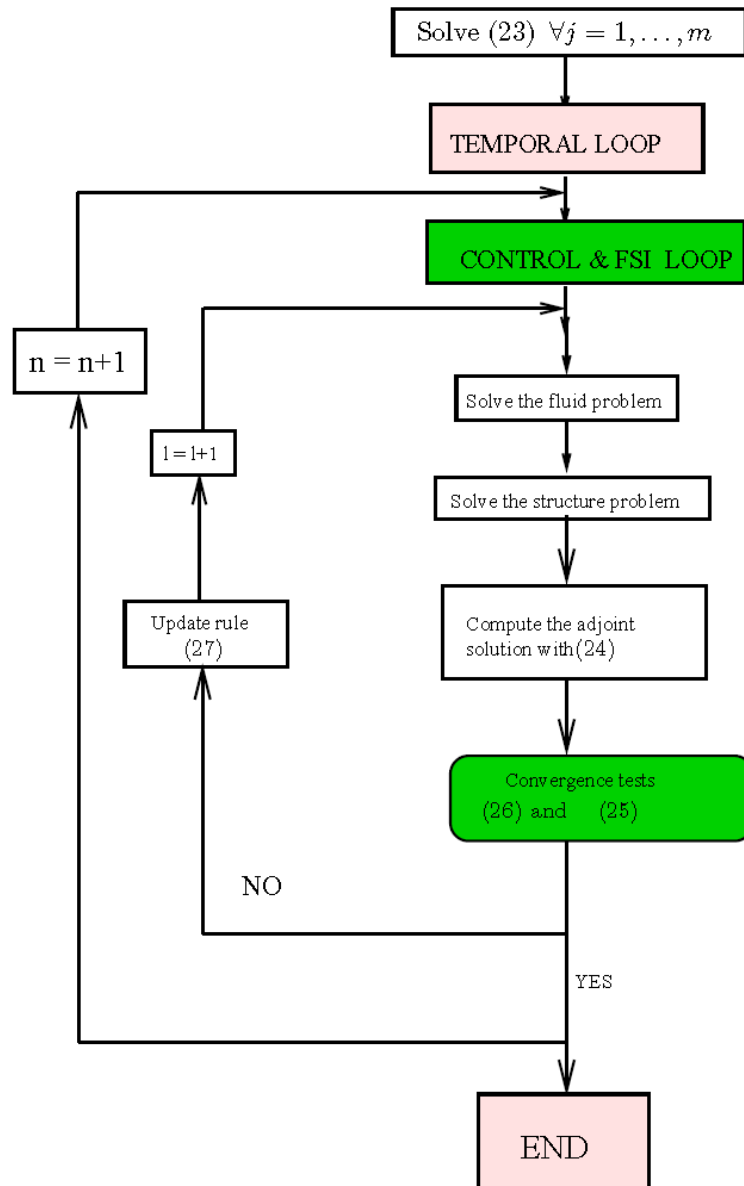 Solve (23) ∀j = 1, . . . , m
TEMPORAL LOOP
CONTROL & FSI LOOP
n = n+1
Solve the fluid problem
l = l+1
Solve the structure problem
Update rule
(27)
Compute the adjoint
solution with (24)
Convergence tests
(26) and (25)
NO
YES
END